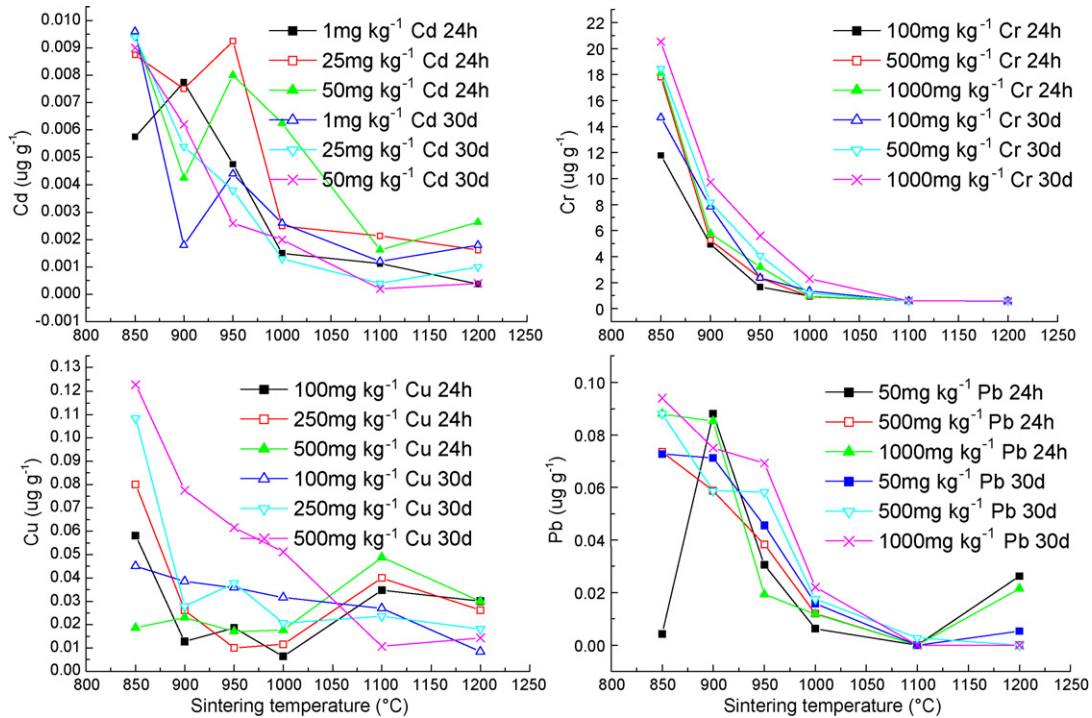 0.010
0.009
0.008
0.007
0.006
0.005
0.004
0.003
0.002
0.001
0.000
-0.001
Cd (ug g⁻¹)
1mg kg⁻¹ Cd 24h
25mg kg⁻¹ Cd 24h
50mg kg⁻¹ Cd 24h
1mg kg⁻¹ Cd 30d
25mg kg⁻¹ Cd 30d
50mg kg⁻¹ Cd 30d
800 850 900 950 1000 1050 1100 1150 1200 1250
22
20
18
16
14
12
10
8
6
4
2
0
Cr (ug g⁻¹)
100mg kg⁻¹ Cr 24h
500mg kg⁻¹ Cr 24h
1000mg kg⁻¹ Cr 24h
100mg kg⁻¹ Cr 30d
500mg kg⁻¹ Cr 30d
1000mg kg⁻¹ Cr 30d
800 850 900 950 1000 1050 1100 1150 1200 1250
0.13
0.12
0.11
0.10
0.09
0.08
0.07
0.06
0.05
0.04
0.03
0.02
0.01
0.00
Cu (ug g⁻¹)
100mg kg⁻¹ Cu 24h
250mg kg⁻¹ Cu 24h
500mg kg⁻¹ Cu 24h
100mg kg⁻¹ Cu 30d
250mg kg⁻¹ Cu 30d
500mg kg⁻¹ Cu 30d
800 850 900 950 1000 1050 1100 1150 1200 1250
Sintering temperature (°C)
0.10
0.08
0.06
0.04
0.02
0.00
Pb (ug g⁻¹)
50mg kg⁻¹ Pb 24h
500mg kg⁻¹ Pb 24h
1000mg kg⁻¹ Pb 24h
50mg kg⁻¹ Pb 30d
500mg kg⁻¹ Pb 30d
1000mg kg⁻¹ Pb 30d
800 850 900 950 1000 1050 1100 1150 1200 1250
Sintering temperature (°C)